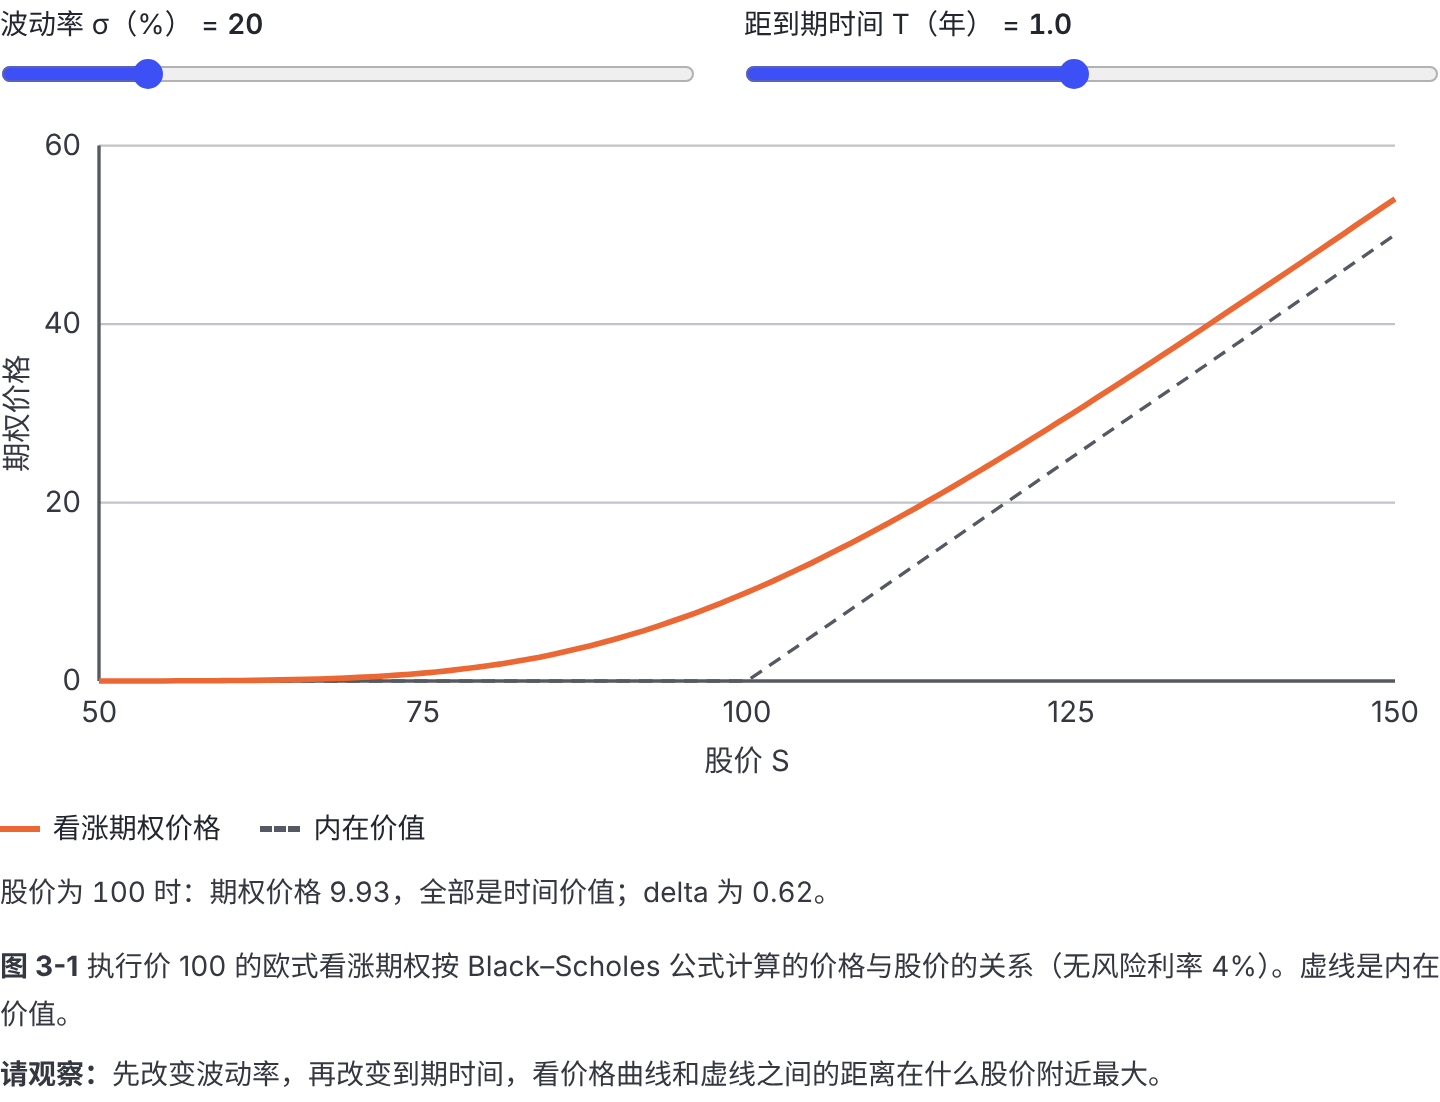 波动率 σ（%） = 20
距到期时间 T（年） = 1.0
60
40
20
0
期权价格
50 75 100 125 150
股价 S
看涨期权价格 内在价值
股价为 100 时：期权价格 9.93，全部是时间价值；delta 为 0.62。
图 3-1 执行价 100 的欧式看涨期权按 Black–Scholes 公式计算的价格与股价的关系（无风险利率 4%）。虚线是内在
价值。
请观察：先改变波动率，再改变到期时间，看价格曲线和虚线之间的距离在什么股价附近最大。